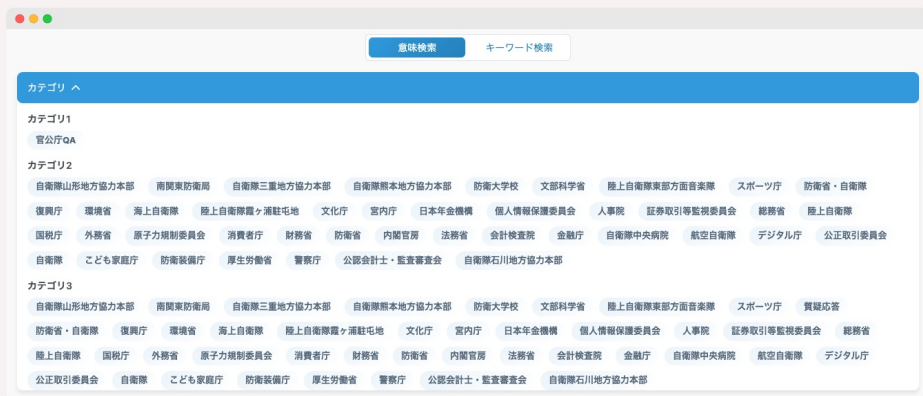 意味検索 キーワード検索
カテゴリ
カテゴリ1
官公庁QA
カテゴリ2
自衛隊山形地方協力本部 南関東防衛局 自衛隊三重地方協力本部 自衛隊熊本地方協力本部 防衛大学校 文部科学省 陸上自衛隊東部方面音楽隊 スポーツ庁 防衛省・自衛隊
復興庁 環境省 海上自衛隊 陸上自衛隊霞ヶ浦駐屯地 文化庁 宮内庁 日本年金機構 個人情報保護委員会 人事院 証券取引等監視委員会 総務省 陸上自衛隊
国税庁 外務省 原子力規制委員会 消費者庁 財務省 防衛省 内閣官房 法務省 会計検査院 金融庁 自衛隊中央病院 航空自衛隊 デジタル庁 公正取引委員会
自衛隊 こども家庭庁 防衛装備庁 厚生労働省 警察庁 公認会計士・監査審査会 自衛隊石川地方協力本部
カテゴリ3
自衛隊山形地方協力本部 南関東防衛局 自衛隊三重地方協力本部 自衛隊熊本地方協力本部 防衛大学校 文部科学省 陸上自衛隊東部方面音楽隊 スポーツ庁 質疑応答
防衛省・自衛隊 復興庁 環境省 海上自衛隊 陸上自衛隊霞ヶ浦駐屯地 文化庁 宮内庁 日本年金機構 個人情報保護委員会 人事院 証券取引等監視委員会 総務省
陸上自衛隊 国税庁 外務省 原子力規制委員会 消費者庁 財務省 防衛省 内閣官房 法務省 会計検査院 金融庁 自衛隊中央病院 航空自衛隊 デジタル庁
公正取引委員会 自衛隊 こども家庭庁 防衛装備庁 厚生労働省 警察庁 公認会計士・監査審査会 自衛隊石川地方協力本部